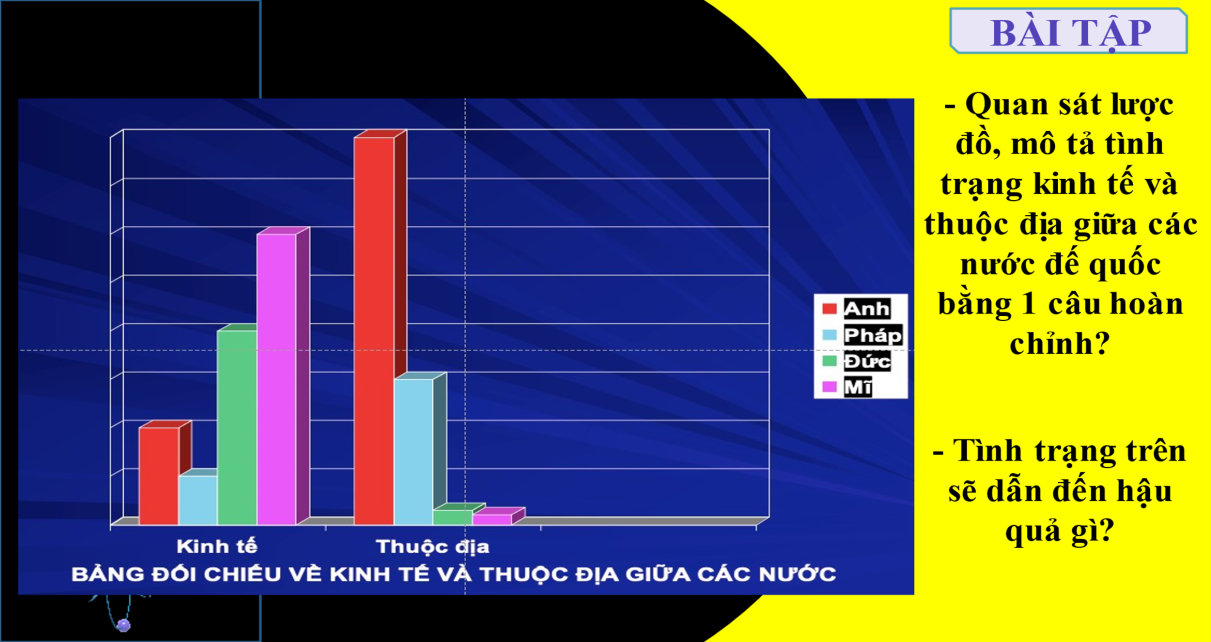 BÀI TẬP
- Quan sát lược
đồ, mô tả tình
trạng kinh tế và
thuộc địa giữa các
nước đế quốc
bằng 1 câu hoàn
chỉnh?
- Tình trạng trên
sẽ dẫn đến hậu
quả gì?
Anh
Pháp
Đức
Mĩ
Kinh tế
Thuộc địa
BẢNG ĐỐI CHIẾU VỀ KINH TẾ VÀ THUỘC ĐỊA GIỮA CÁC NƯỚC